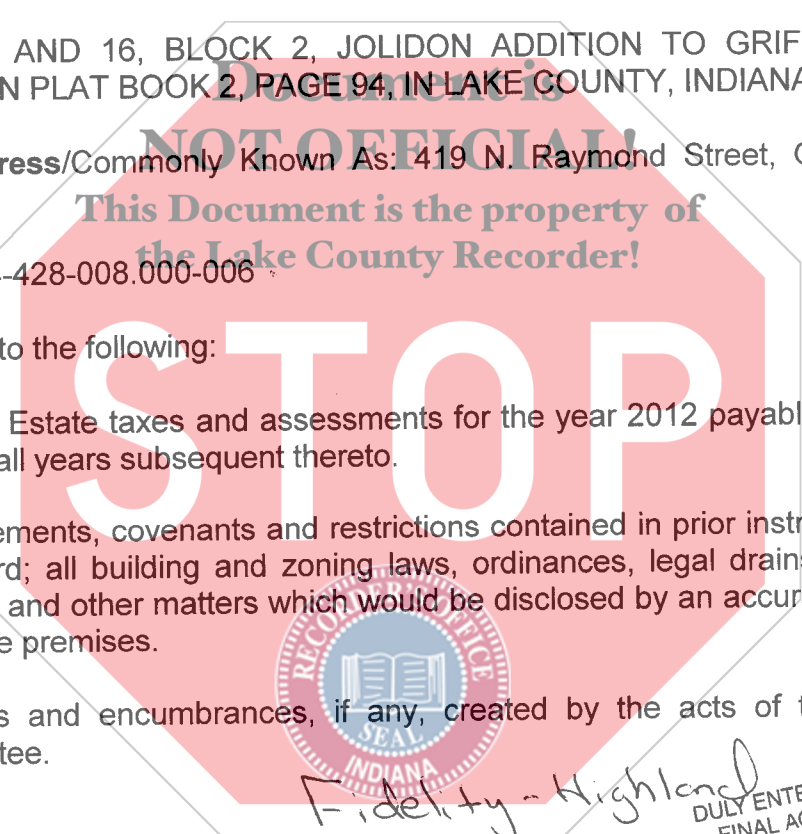 AND 16, BLOCK 2, JOLIDON ADDITION TO GRIF
N PLAT BOOK 2, PAGE 94, IN LAKE COUNTY, INDIANA
Document is
NOT OFFICIAL!
ress/Commonly Known As: 419 N. Raymond Street,
This Document is the property of
the Lake County Recorder!
-428-008.000-006
to the following:
STOP
Estate taxes and assessments for the year 2012 payabl
all years subsequent thereto.
ements, covenants and restrictions contained in prior instr
rd; all building and zoning laws, ordinances, legal drains
and other matters which would be disclosed by an accur
e premises.
RECORDER'S OFFICE
SEAL
INDIANA
s and encumbrances, if any, created by the acts of t
tee.
Fidelity - Highland
DULY ENTE
FINAL AC